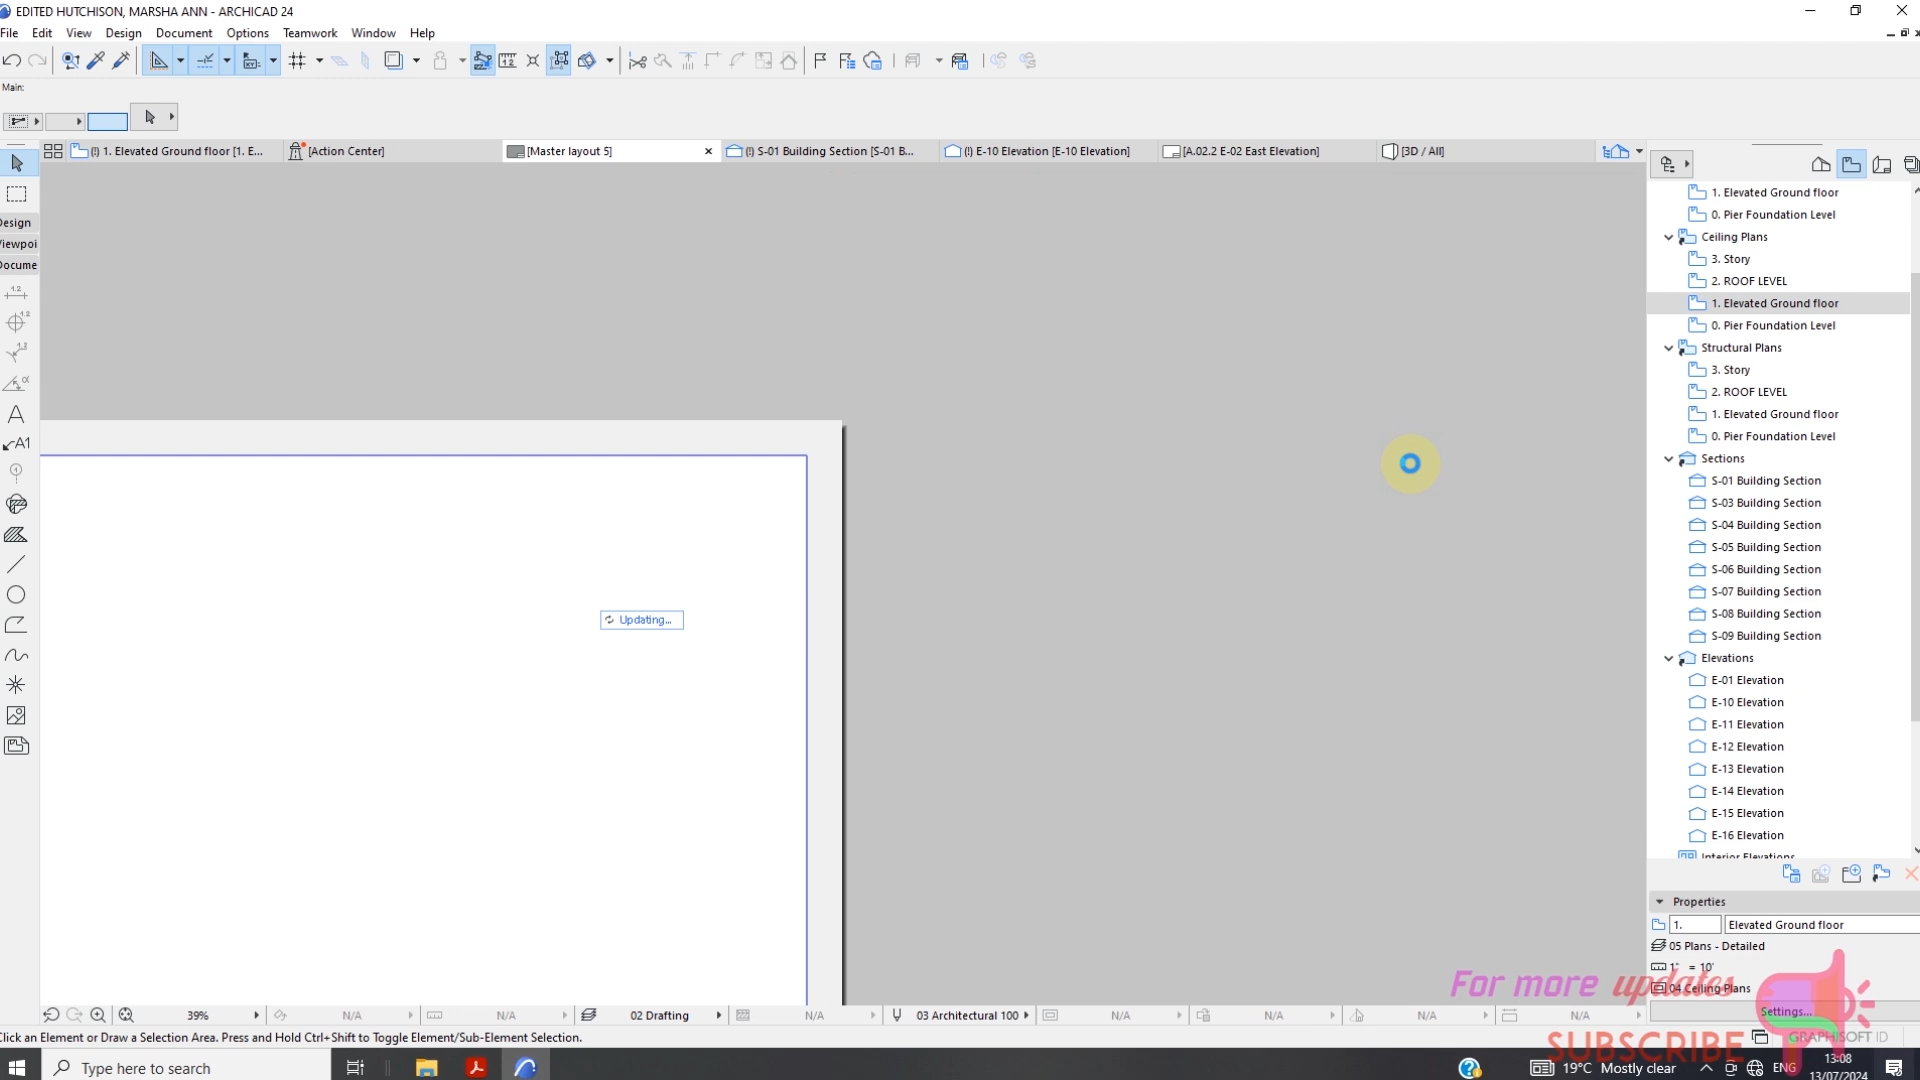 EDITED HUTCHISON, MARSHA ANN - ARCHICAD 24
File Edit View Design Document Options Teamwork Window Help
Main:
(!) 1. Elevated Ground floor [1. E...
[Action Center]
[Master layout 5]
(!) S-01 Building Section [S-01 B...
(!) E-10 Elevation [E-10 Elevation]
[A.02.2 E-02 East Elevation]
[3D / All]
Design
Viewpoi
Docume
1.2
1.2
1.2
A
A1
Updating...
1. Elevated Ground floor
0. Pier Foundation Level
Ceiling Plans
3. Story
2. ROOF LEVEL
1. Elevated Ground floor
0. Pier Foundation Level
Structural Plans
3. Story
2. ROOF LEVEL
1. Elevated Ground floor
0. Pier Foundation Level
Sections
S-01 Building Section
S-03 Building Section
S-04 Building Section
S-05 Building Section
S-06 Building Section
S-07 Building Section
S-08 Building Section
S-09 Building Section
Elevations
E-01 Elevation
E-10 Elevation
E-11 Elevation
E-12 Elevation
E-13 Elevation
E-14 Elevation
E-15 Elevation
E-16 Elevation
Interior Elevations
Properties
1. Elevated Ground floor
05 Plans - Detailed
1" = 10'
04 Ceiling Plans
Settings...
For more updates
SUBSCRIBE
GRAPHISOFT ID
39% N/A N/A 02 Drafting N/A 03 Architectural 100 N/A N/A N/A N/A
Click an Element or Draw a Selection Area. Press and Hold Ctrl+Shift to Toggle Element/Sub-Element Selection.
Type here to search
19°C Mostly clear
ENG
13:08
13/07/2024